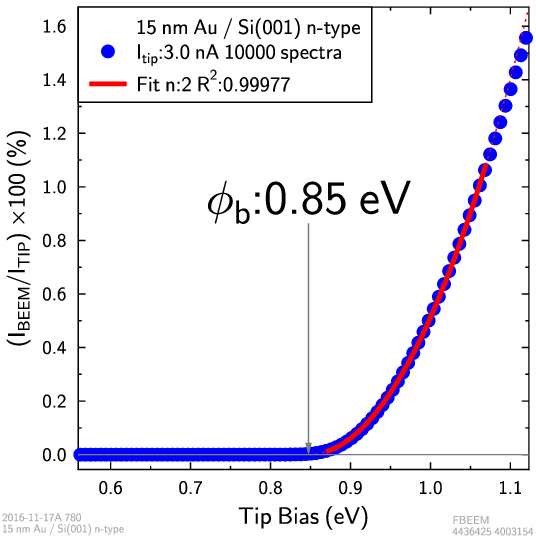 15 nm Au / Si(001) n-type
Itip:3.0 nA 10000 spectra
Fit n:2 R²:0.99977
ϕb:0.85 eV
(IBEEM/ITIP) ×100 (%)
1.6
1.4
1.2
1.0
0.8
0.6
0.4
0.2
0.0
0.6 0.7 0.8 0.9 1.0 1.1
Tip Bias (eV)
2016-11-17A 780
15 nm Au / Si(001) n-type
FBEEM
4436425 4003154